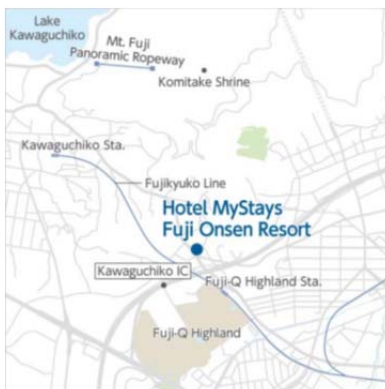 Lake
Kawaguchiko
Mt. Fuji
Panoramic Ropeway
Komitake Shrine
Kawaguchiko Sta.
Fujikyuko Line
Hotel MyStays
Fuji Onsen Resort
Kawaguchiko IC
Fuji-Q Highland Sta.
Fuji-Q Highland